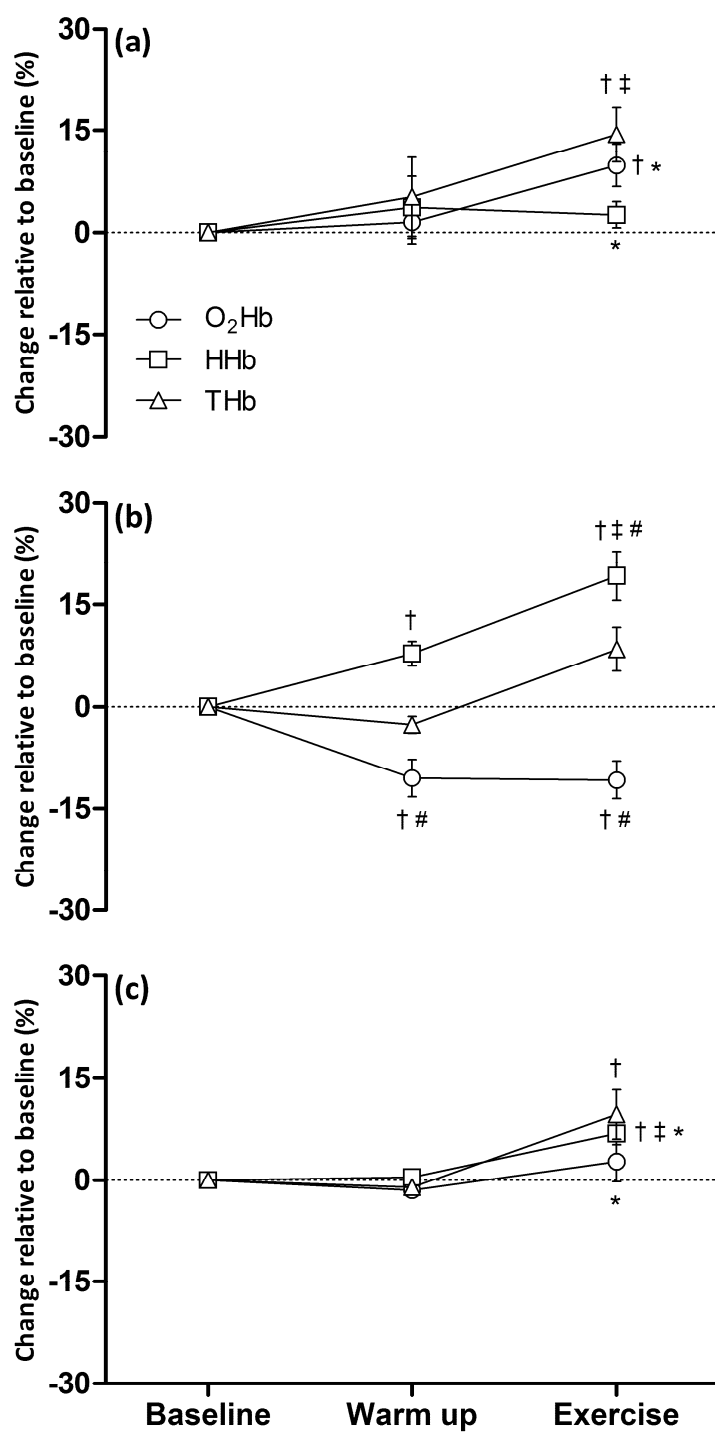 Change relative to baseline (%)
30
15
0
-15
-30
(a)
† ‡
† *
*
O₂Hb
HHb
THb
Change relative to baseline (%)
30
15
0
-15
-30
(b)
†
† ‡ #
† #
† #
Change relative to baseline (%)
30
15
0
-15
-30
(c)
†
† ‡ *
*
Baseline Warm up Exercise